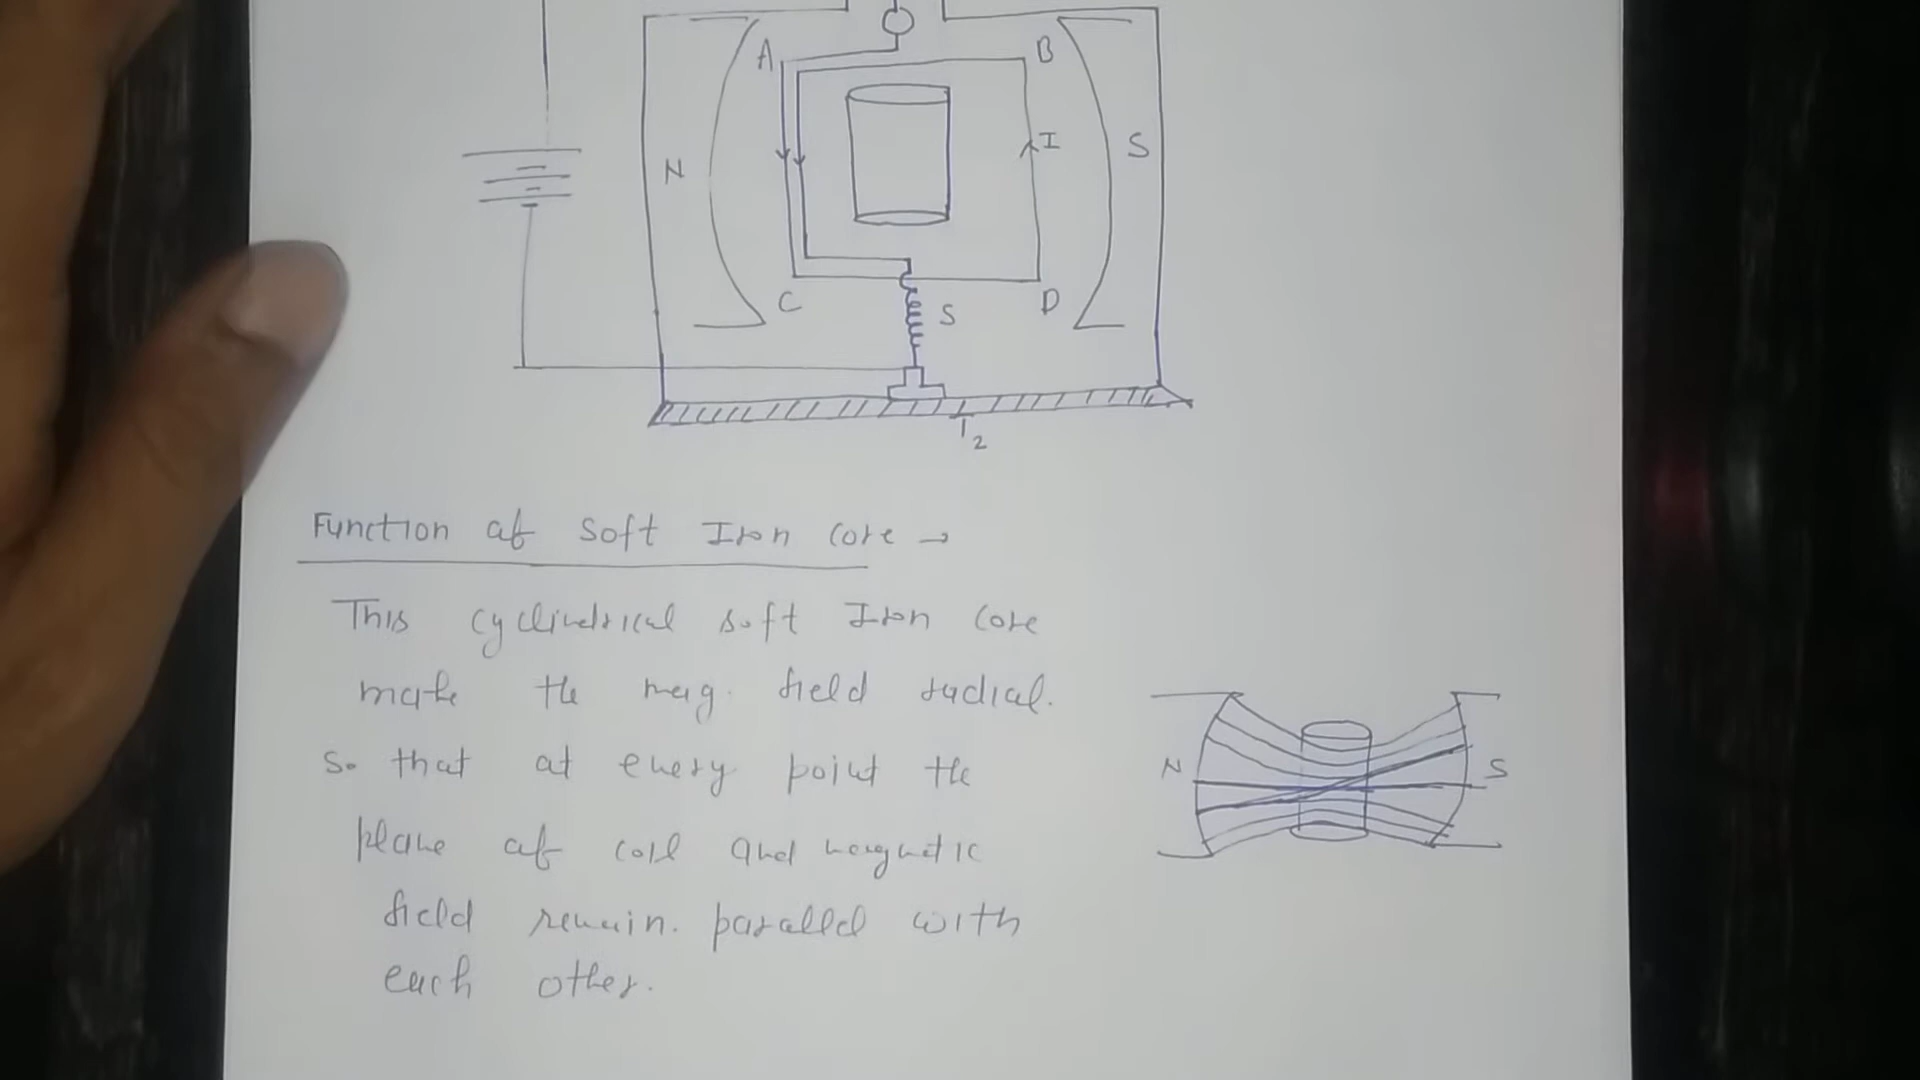 A B
N I S
C S D
T2
Function of Soft Iron Core →
This cylindrical soft Iron Core
make the mag. field radial.
So that at every point the
plane of coil and magnetic
field remain. parallel with
each other.
N S